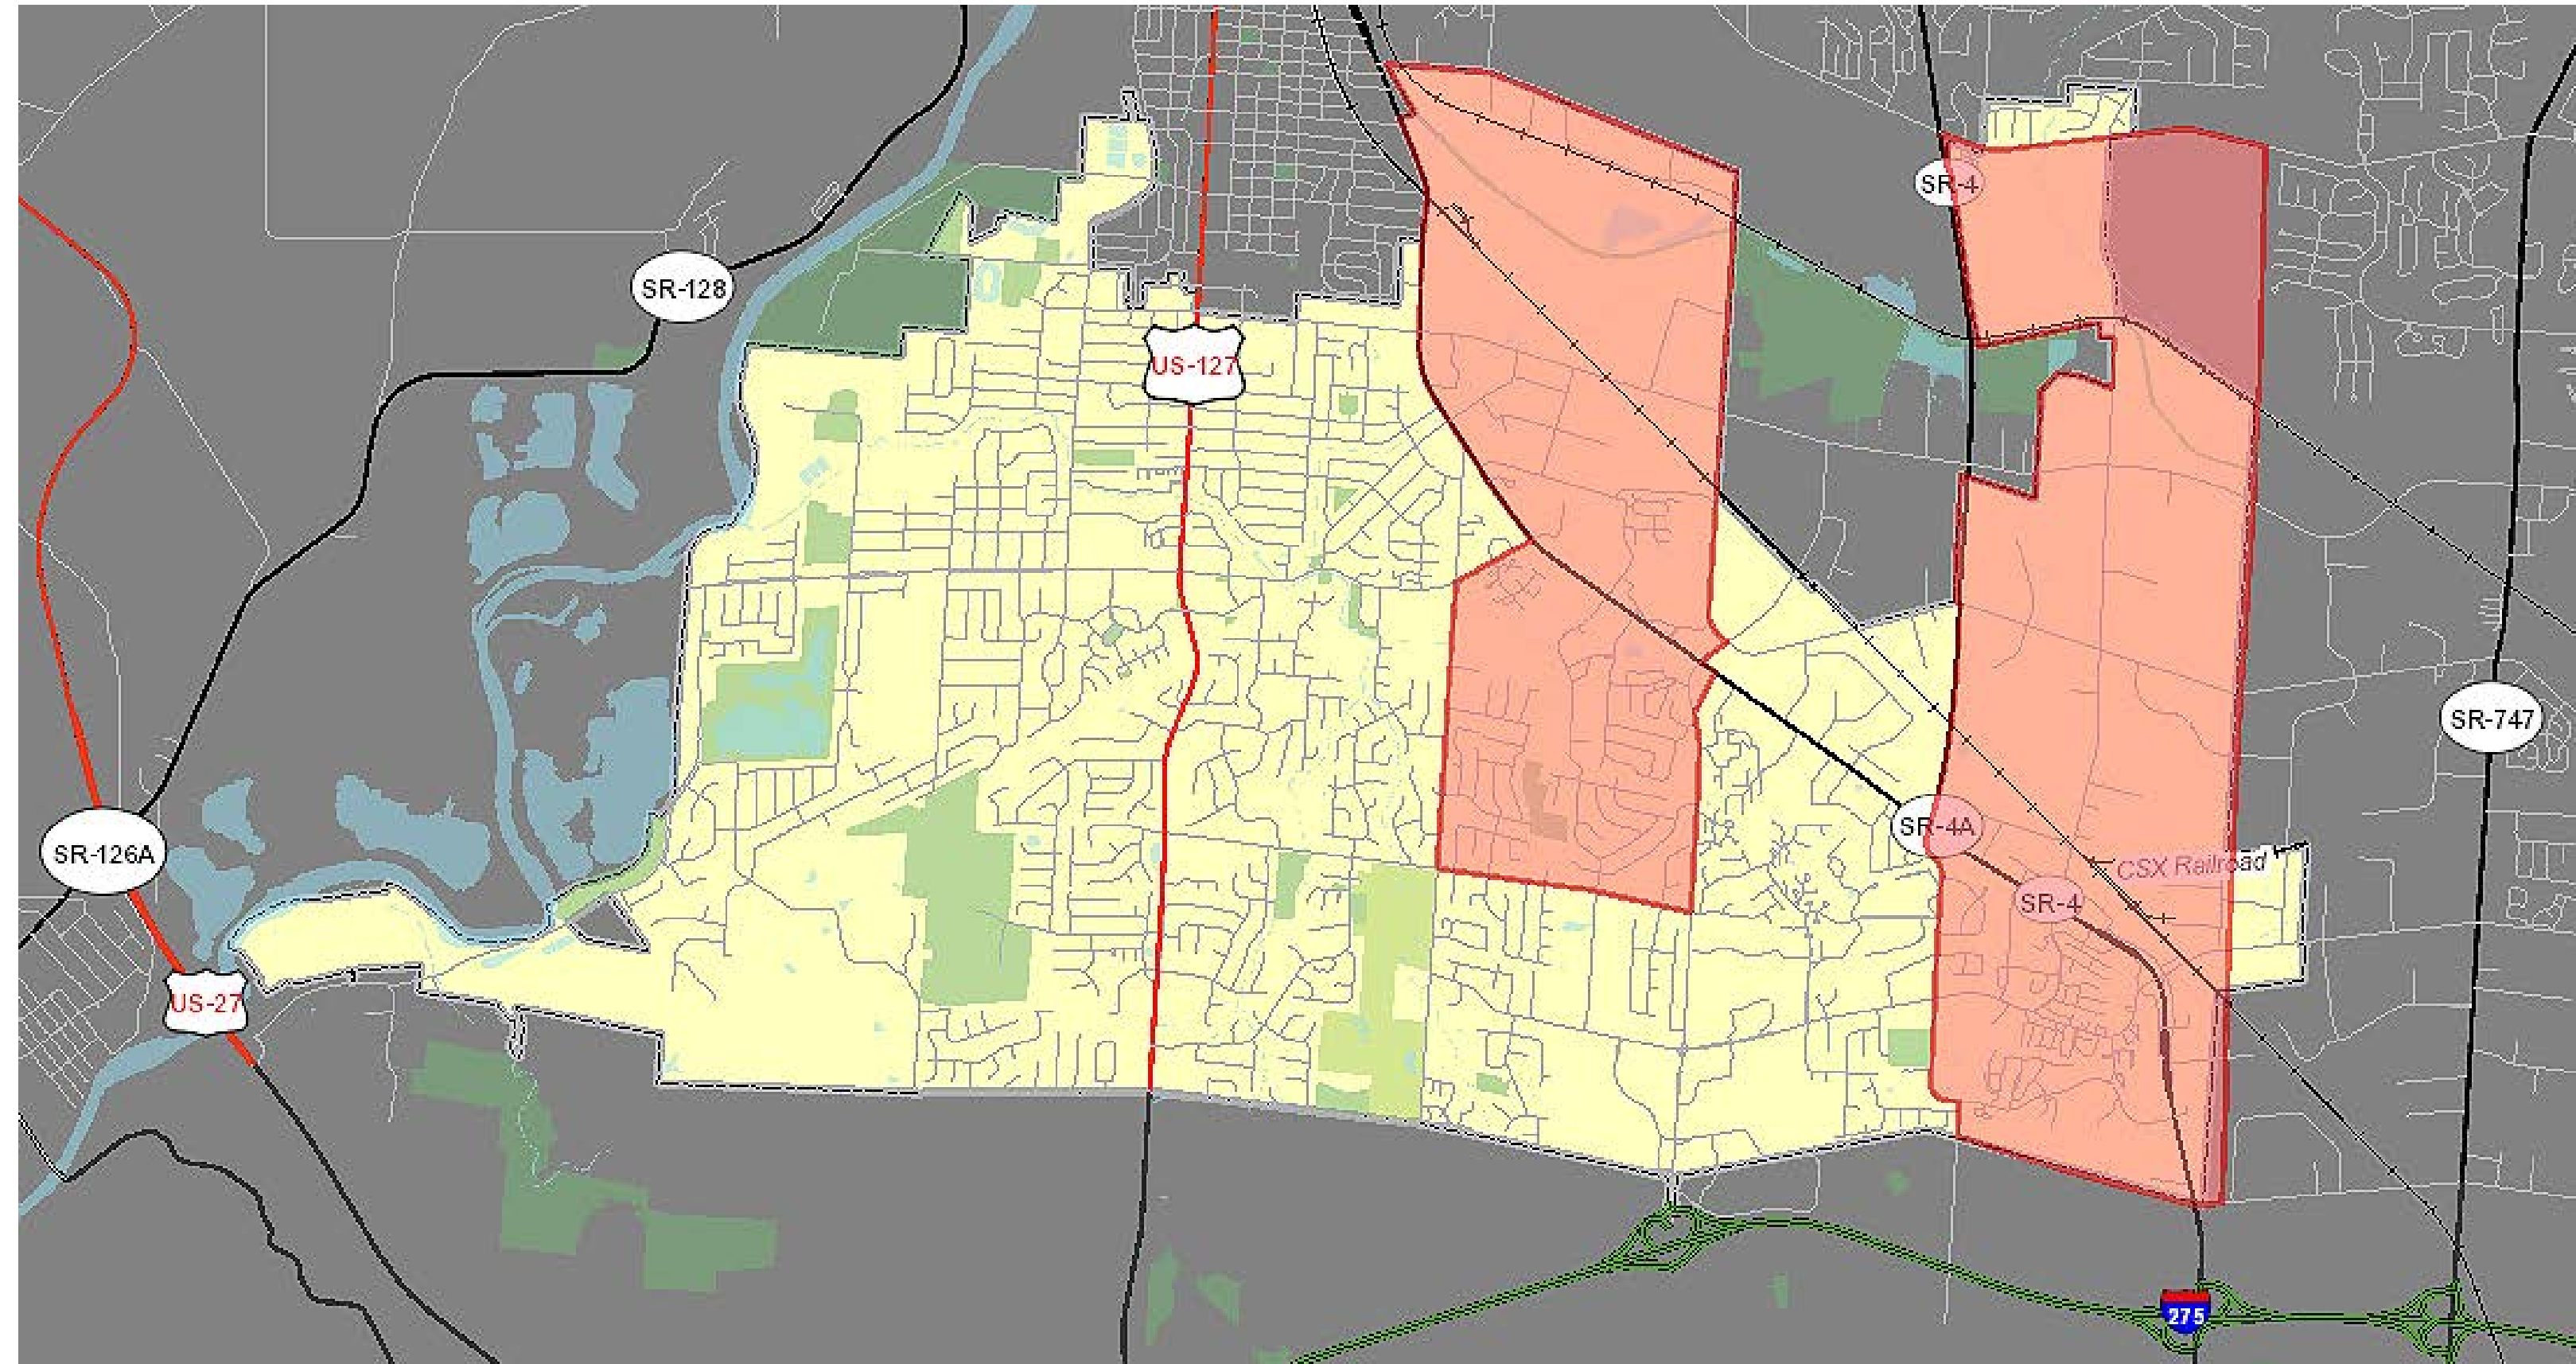 SR-4
SR-128
US-127
SR-747
SR-4A
SR-126A
CSX Railroad
SR-4
US-27
275